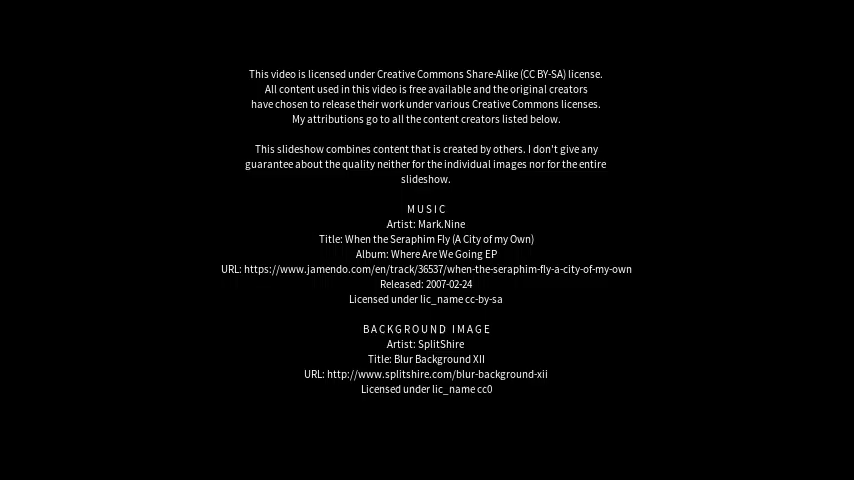 This video is licensed under Creative Commons Share-Alike (CC BY-SA) license.
All content used in this video is free available and the original creators
have chosen to release their work under various Creative Commons licenses.
My attributions go to all the content creators listed below.
This slideshow combines content that is created by others. I don't give any
guarantee about the quality neither for the individual images nor for the entire
slideshow.
MUSIC
Artist: Mark.Nine
Title: When the Seraphim Fly (A City of my Own)
Album: Where Are We Going EP
URL: https://www.jamendo.com/en/track/36537/when-the-seraphim-fly-a-city-of-my-own
Released: 2007-02-24
Licensed under lic_name cc-by-sa
BACKGROUND IMAGE
Artist: SplitShire
Title: Blur Background XII
URL: http://www.splitshire.com/blur-background-xii
Licensed under lic_name cc0